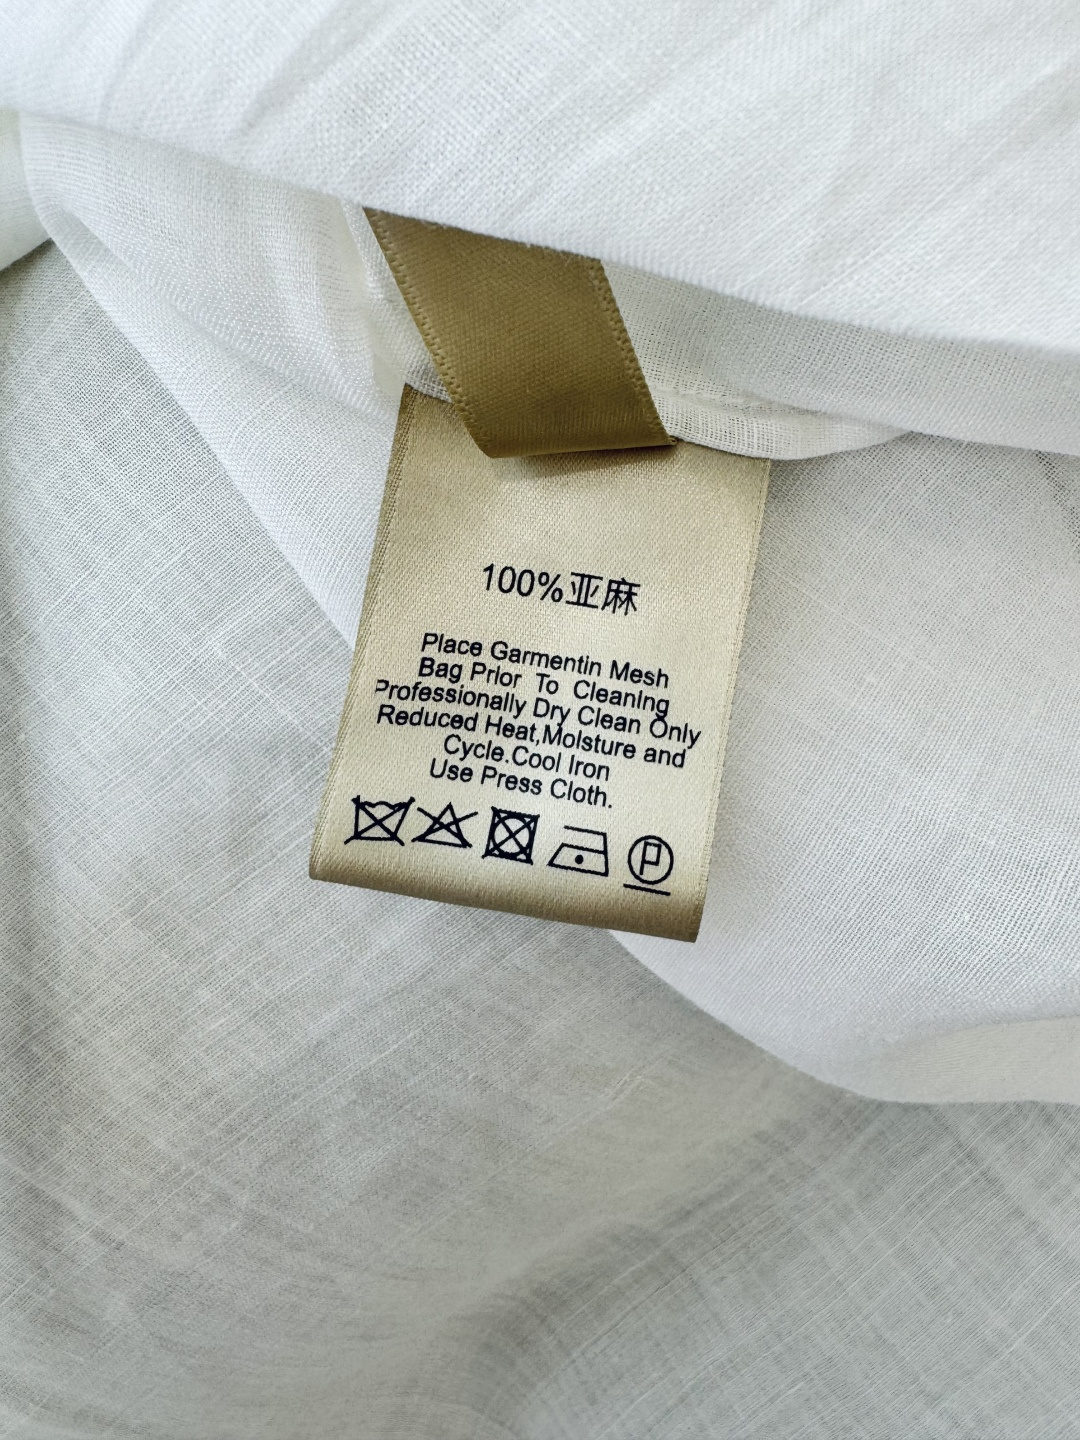 100%亚麻
Place Garmentin Mesh
Bag Prior To Cleaning
Professionally Dry Clean Only
Reduced Heat,Molsture and
Cycle.Cool Iron
Use Press Cloth.
P